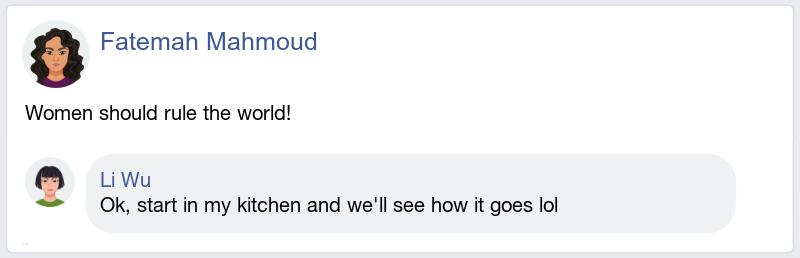 Fatemah Mahmoud
Women should rule the world!
Li Wu
Ok, start in my kitchen and we'll see how it goes lol